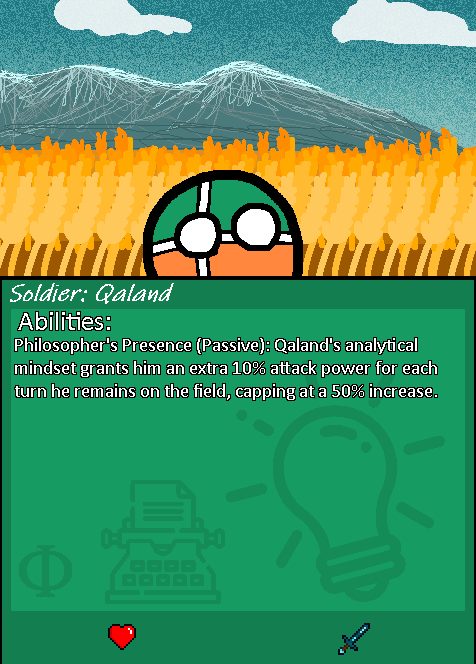 Soldier: Qaland
Abilities:
Philosopher's Presence (Passive): Qaland's analytical
mindset grants him an extra 10% attack power for each
turn he remains on the field, capping at a 50% increase.
Φ